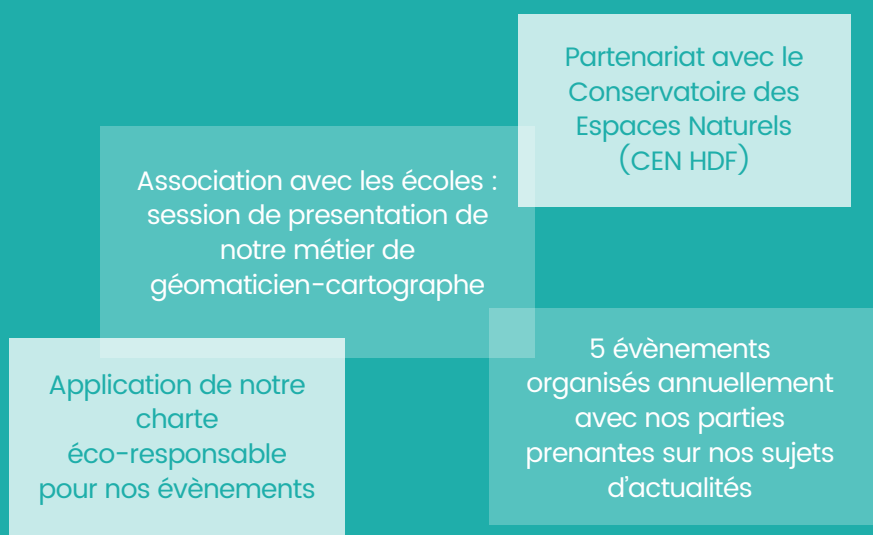 Partenariat avec le
Conservatoire des
Espaces Naturels
(CEN HDF)
Association avec les écoles :
session de presentation de
notre métier de
géomaticien-cartographe
5 évènements
organisés annuellement
avec nos parties
prenantes sur nos sujets
d'actualités
Application de notre
charte
éco-responsable
pour nos évènements